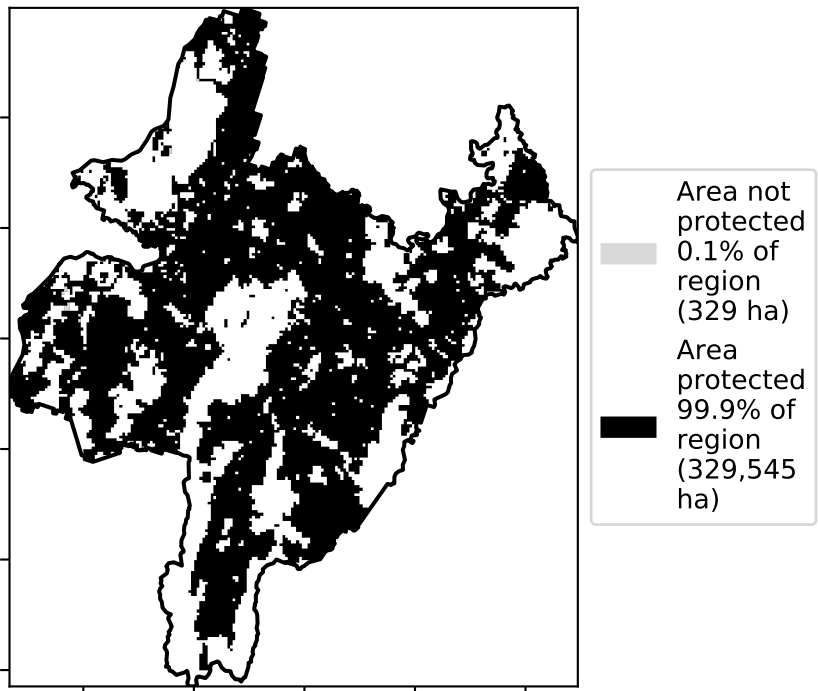 Area not
protected
0.1% of
region
(329 ha)
Area
protected
99.9% of
region
(329,545
ha)